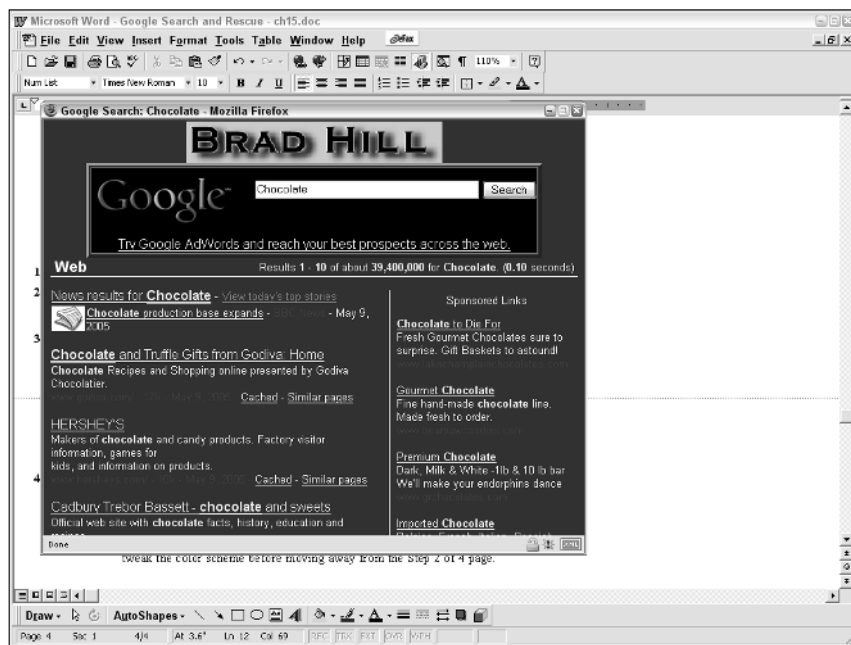 Microsoft Word - Google Search and Rescue - ch15.doc
File Edit View Insert Format Tools Table Window Help
110%
Num List Times New Roman 10 B I U
Google Search: Chocolate - Mozilla Firefox
BRAD HILL
Google
Chocolate Search
Try Google AdWords and reach your best prospects across the web.
1 Web Results 1 - 10 of about 39,400,000 for Chocolate. (0.10 seconds)
2 News results for Chocolate - View today's top stories
Chocolate production base expands - BBC News - May 9,
2005
3
Chocolate and Truffle Gifts from Godiva: Home
Chocolate Recipes and Shopping online presented by Godiva
Chocolatier.
Cached - Similar pages
HERSHEY'S
Makers of chocolate and candy products. Factory visitor
information, games for
kids, and information on products.
4 Cached - Similar pages
Cadbury Trebor Bassett - chocolate and sweets
Official web site with chocolate facts, history, education and
Sponsored Links
Chocolate to Die For
Fresh Gourmet Chocolates sure to
surprise. Gift Baskets to astound!
Gourmet Chocolate
Fine hand-made chocolate line.
Made fresh to order.
Premium Chocolate
Dark, Milk & White -1lb & 10 lb bar
We'll make your endorphins dance
Imported Chocolate
Done
tweak the color scheme before moving away from the Step 2 of 4 page.
Draw AutoShapes
Page 4 Sec 1 4/4 At 3.6" Ln 12 Col 69 REC TRK EXT OVR WPH